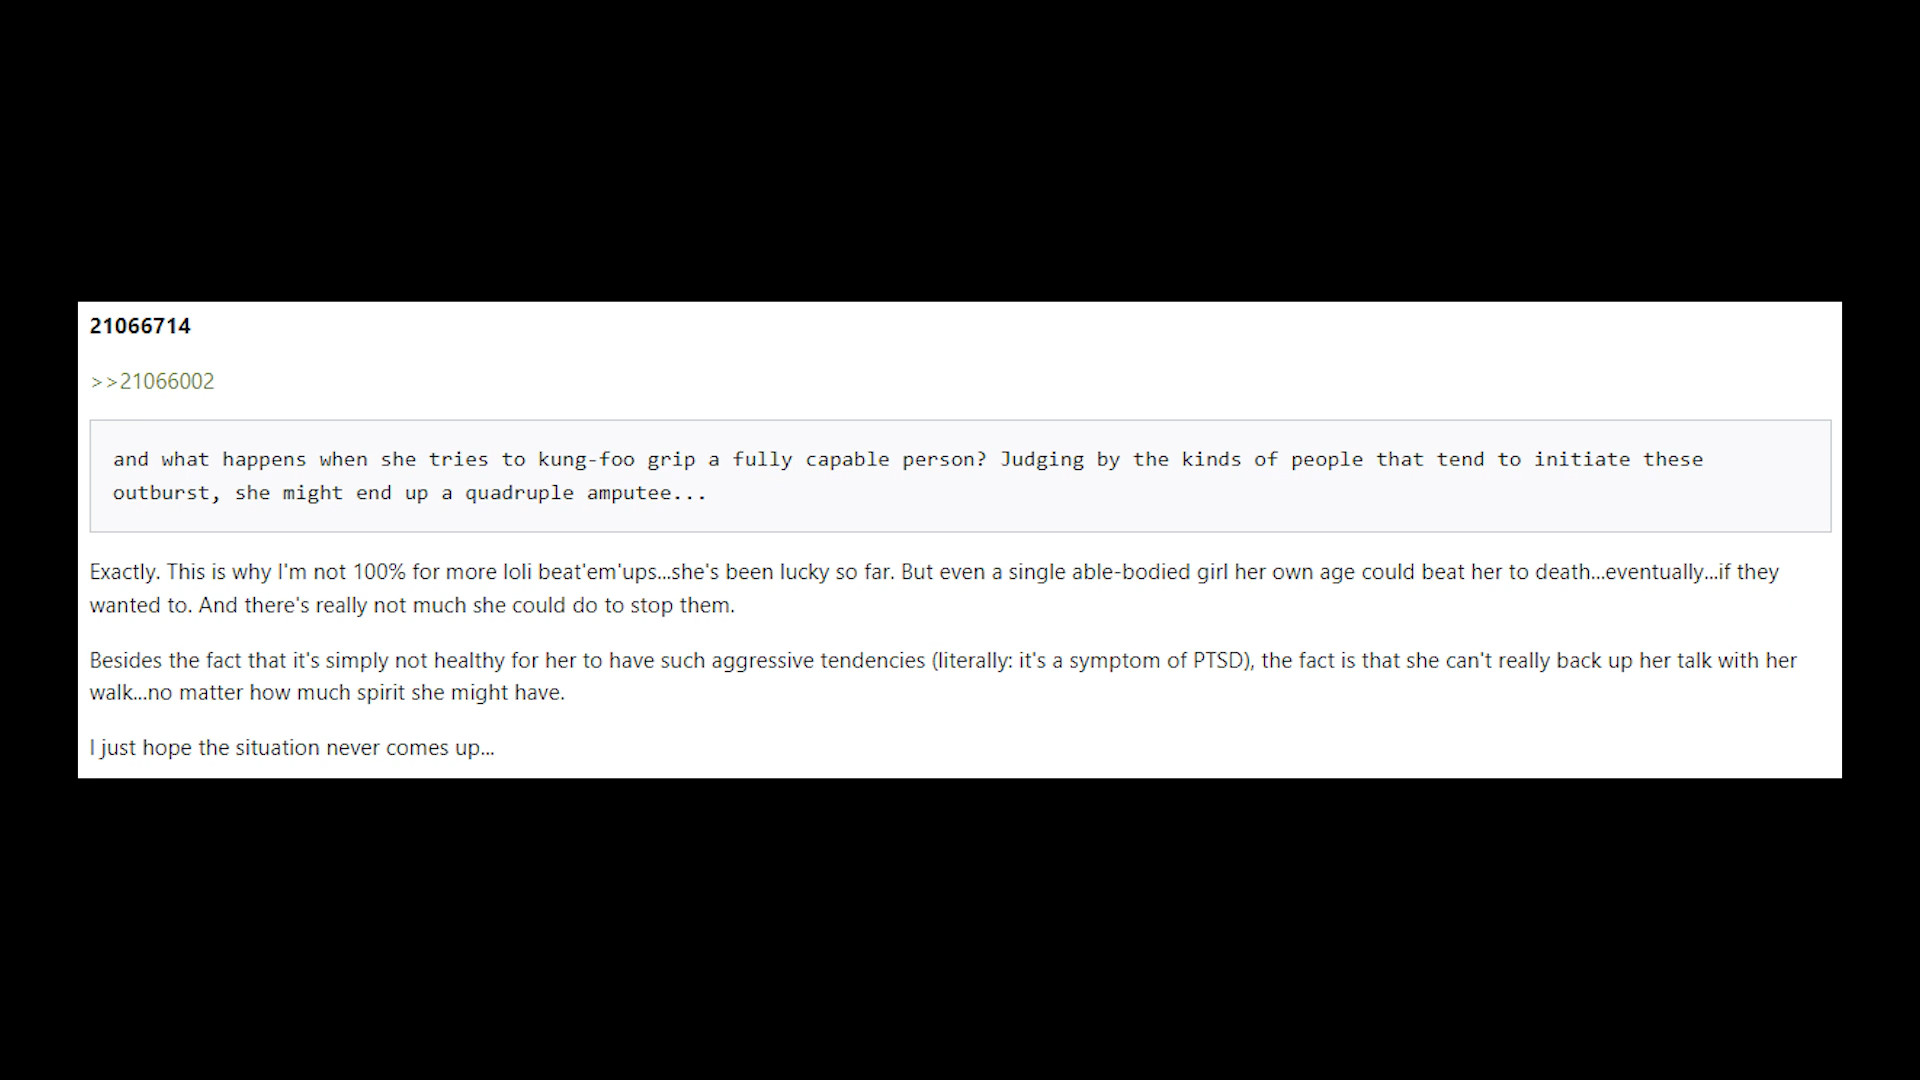 21066714
>>21066002
and what happens when she tries to kung-foo grip a fully capable person? Judging by the kinds of people that tend to initiate these
outburst, she might end up a quadruple amputee...
Exactly. This is why I'm not 100% for more loli beat'em'ups...she's been lucky so far. But even a single able-bodied girl her own age could beat her to death...eventually...if they
wanted to. And there's really not much she could do to stop them.
Besides the fact that it's simply not healthy for her to have such aggressive tendencies (literally: it's a symptom of PTSD), the fact is that she can't really back up her talk with her
walk...no matter how much spirit she might have.
I just hope the situation never comes up...